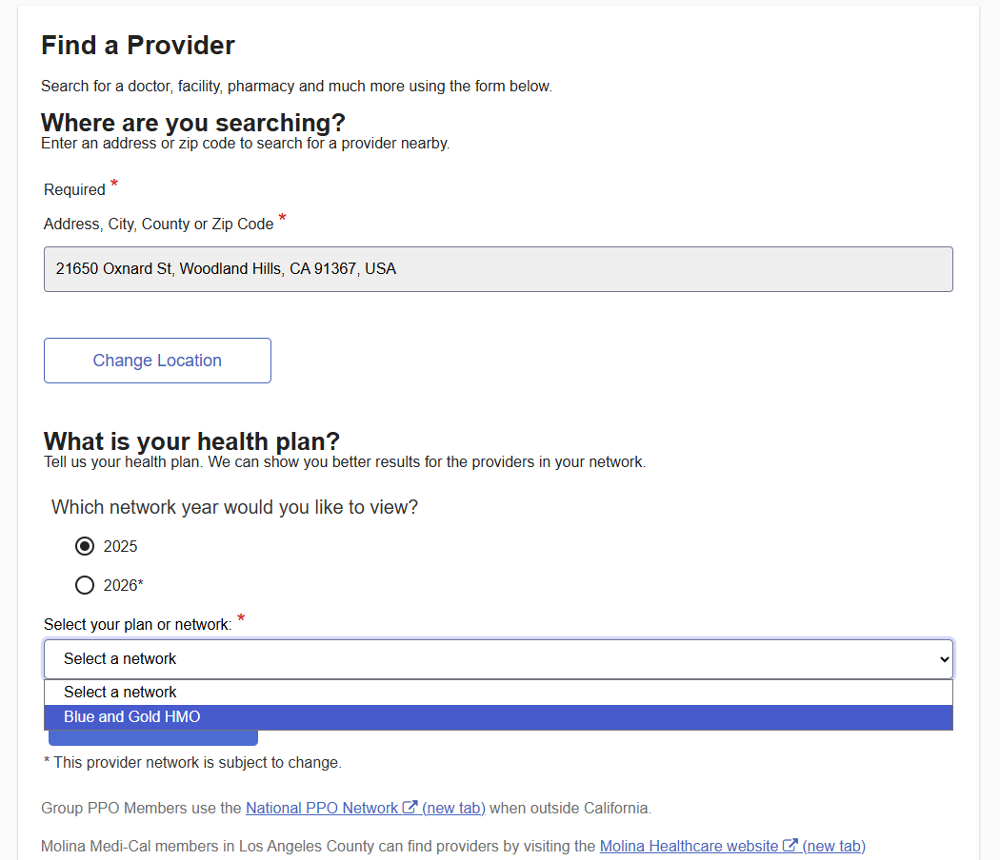 Find a Provider
Search for a doctor, facility, pharmacy and much more using the form below.
Where are you searching?
Enter an address or zip code to search for a provider nearby.
Required *
Address, City, County or Zip Code *
21650 Oxnard St, Woodland Hills, CA 91367, USA
Change Location
What is your health plan?
Tell us your health plan. We can show you better results for the providers in your network.
Which network year would you like to view?
2025
2026*
Select your plan or network: *
Select a network
Select a network
Blue and Gold HMO
* This provider network is subject to change.
Group PPO Members use the National PPO Network (new tab) when outside California.
Molina Medi-Cal members in Los Angeles County can find providers by visiting the Molina Healthcare website (new tab)